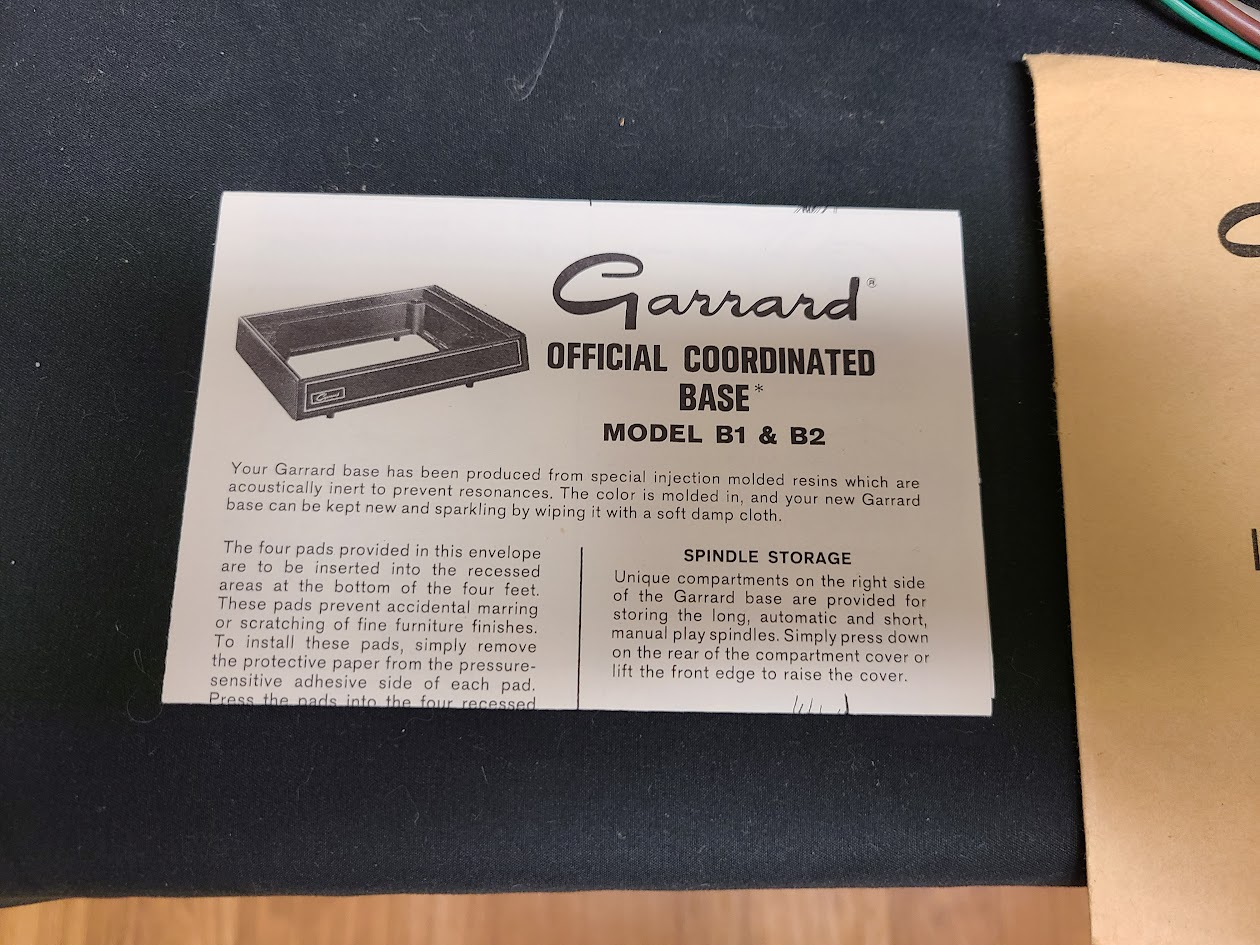 Garrard®
OFFICIAL COORDINATED
BASE*
MODEL B1 & B2
Your Garrard base has been produced from special injection molded resins which are
acoustically inert to prevent resonances. The color is molded in, and your new Garrard
base can be kept new and sparkling by wiping it with a soft damp cloth.
The four pads provided in this envelope
are to be inserted into the recessed
areas at the bottom of the four feet.
These pads prevent accidental marring
or scratching of fine furniture finishes.
To install these pads, simply remove
the protective paper from the pressure-
sensitive adhesive side of each pad.
Press the pads into the four recessed
SPINDLE STORAGE
Unique compartments on the right side
of the Garrard base are provided for
storing the long, automatic and short,
manual play spindles. Simply press down
on the rear of the compartment cover or
lift the front edge to raise the cover.